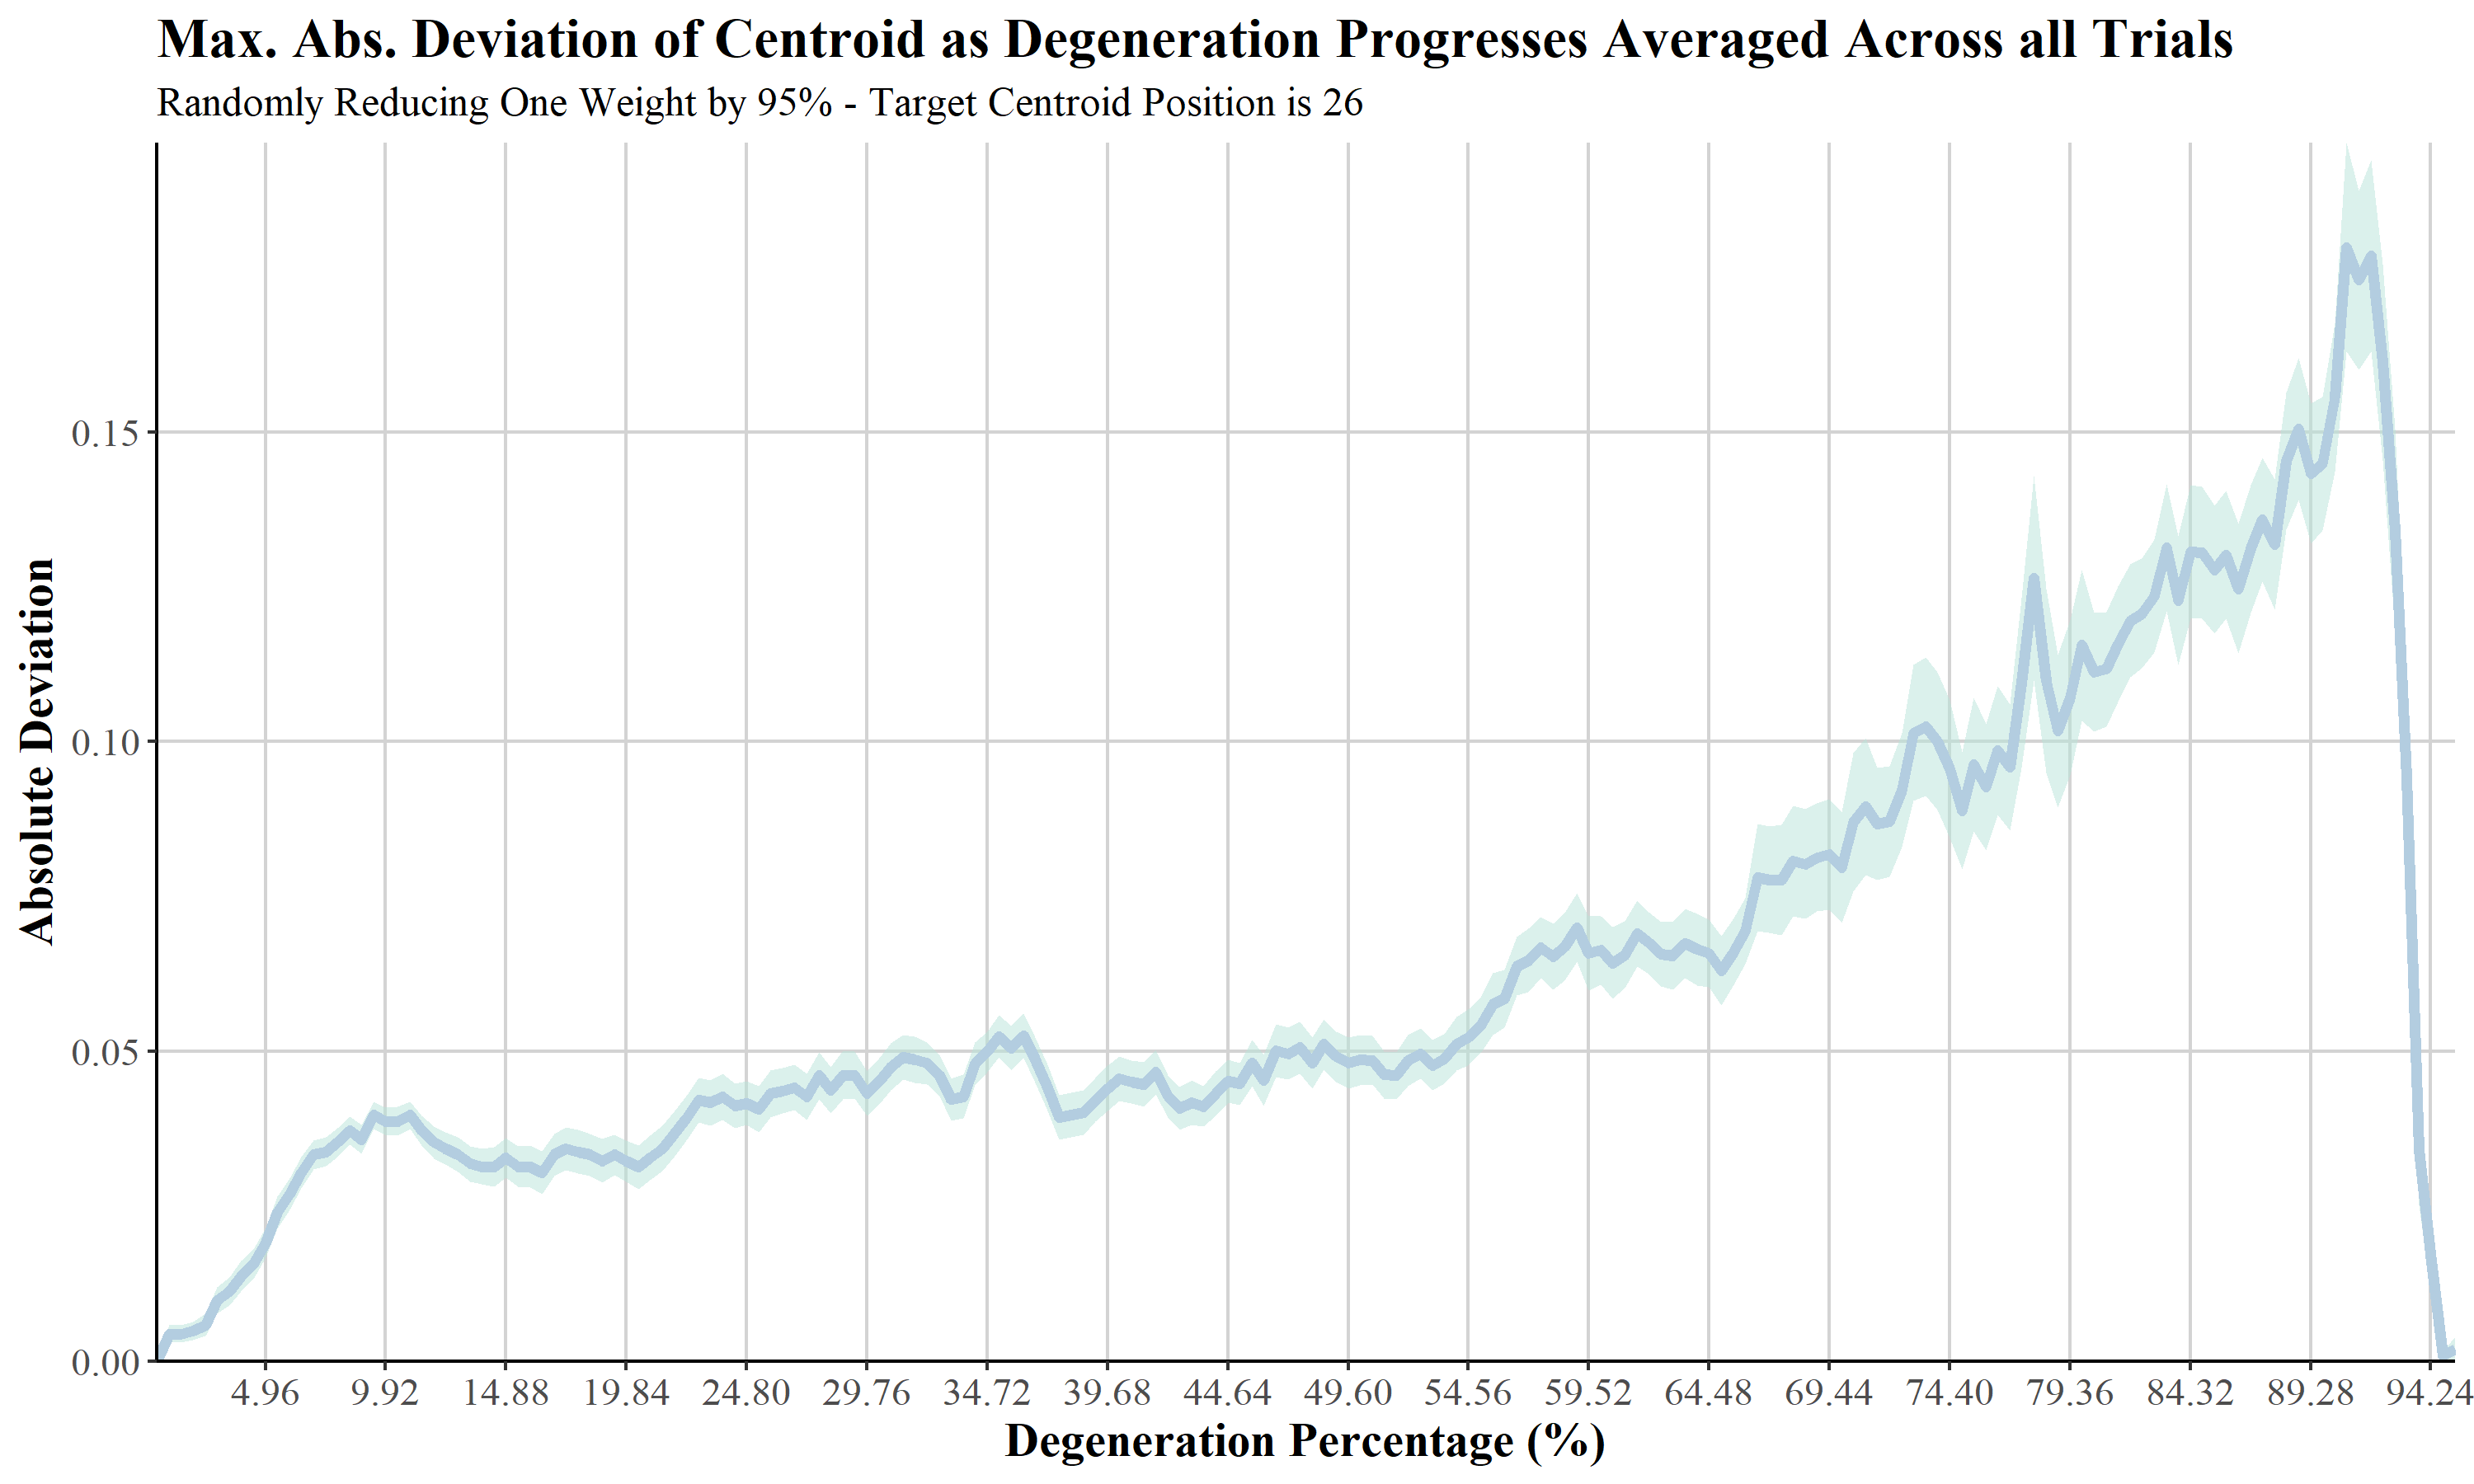 Max. Abs. Deviation of Centroid as Degeneration Progresses Averaged Across all Trials
Randomly Reducing One Weight by 95% - Target Centroid Position is 26
Absolute Deviation
0.15
0.10
0.05
0.00
4.96 9.92 14.88 19.84 24.80 29.76 34.72 39.68 44.64 49.60 54.56 59.52 64.48 69.44 74.40 79.36 84.32 89.28 94.24
Degeneration Percentage (%)